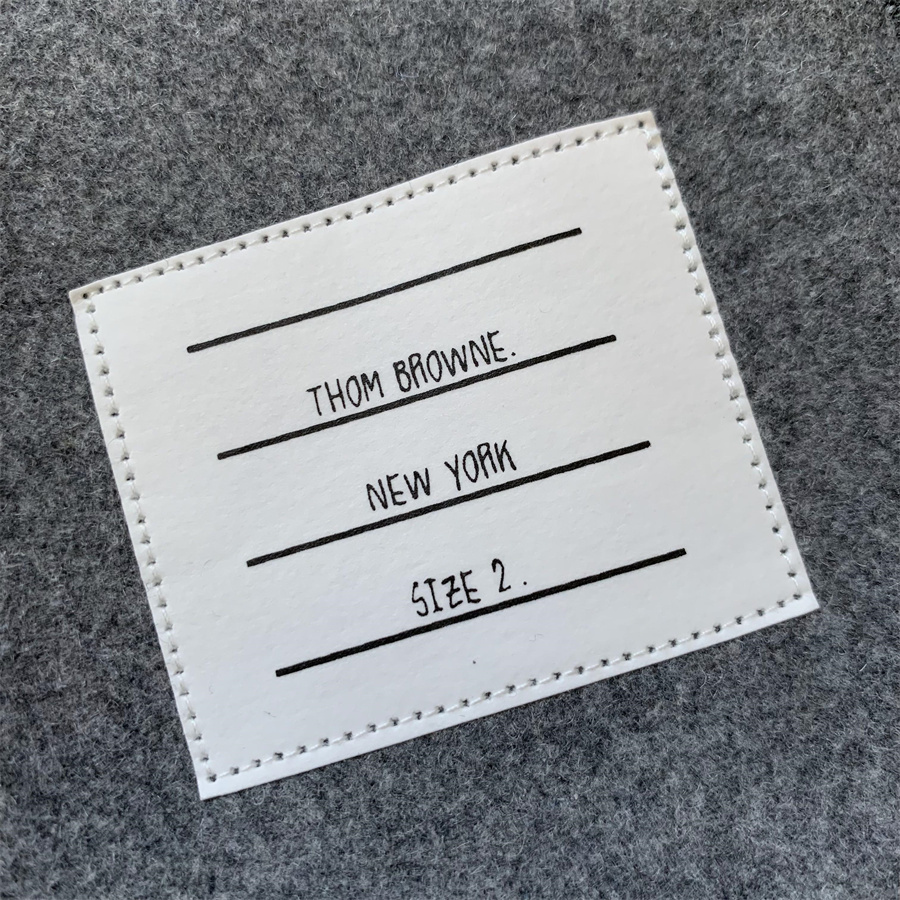 THOM BROWNE.
NEW YORK
SIZE 2.